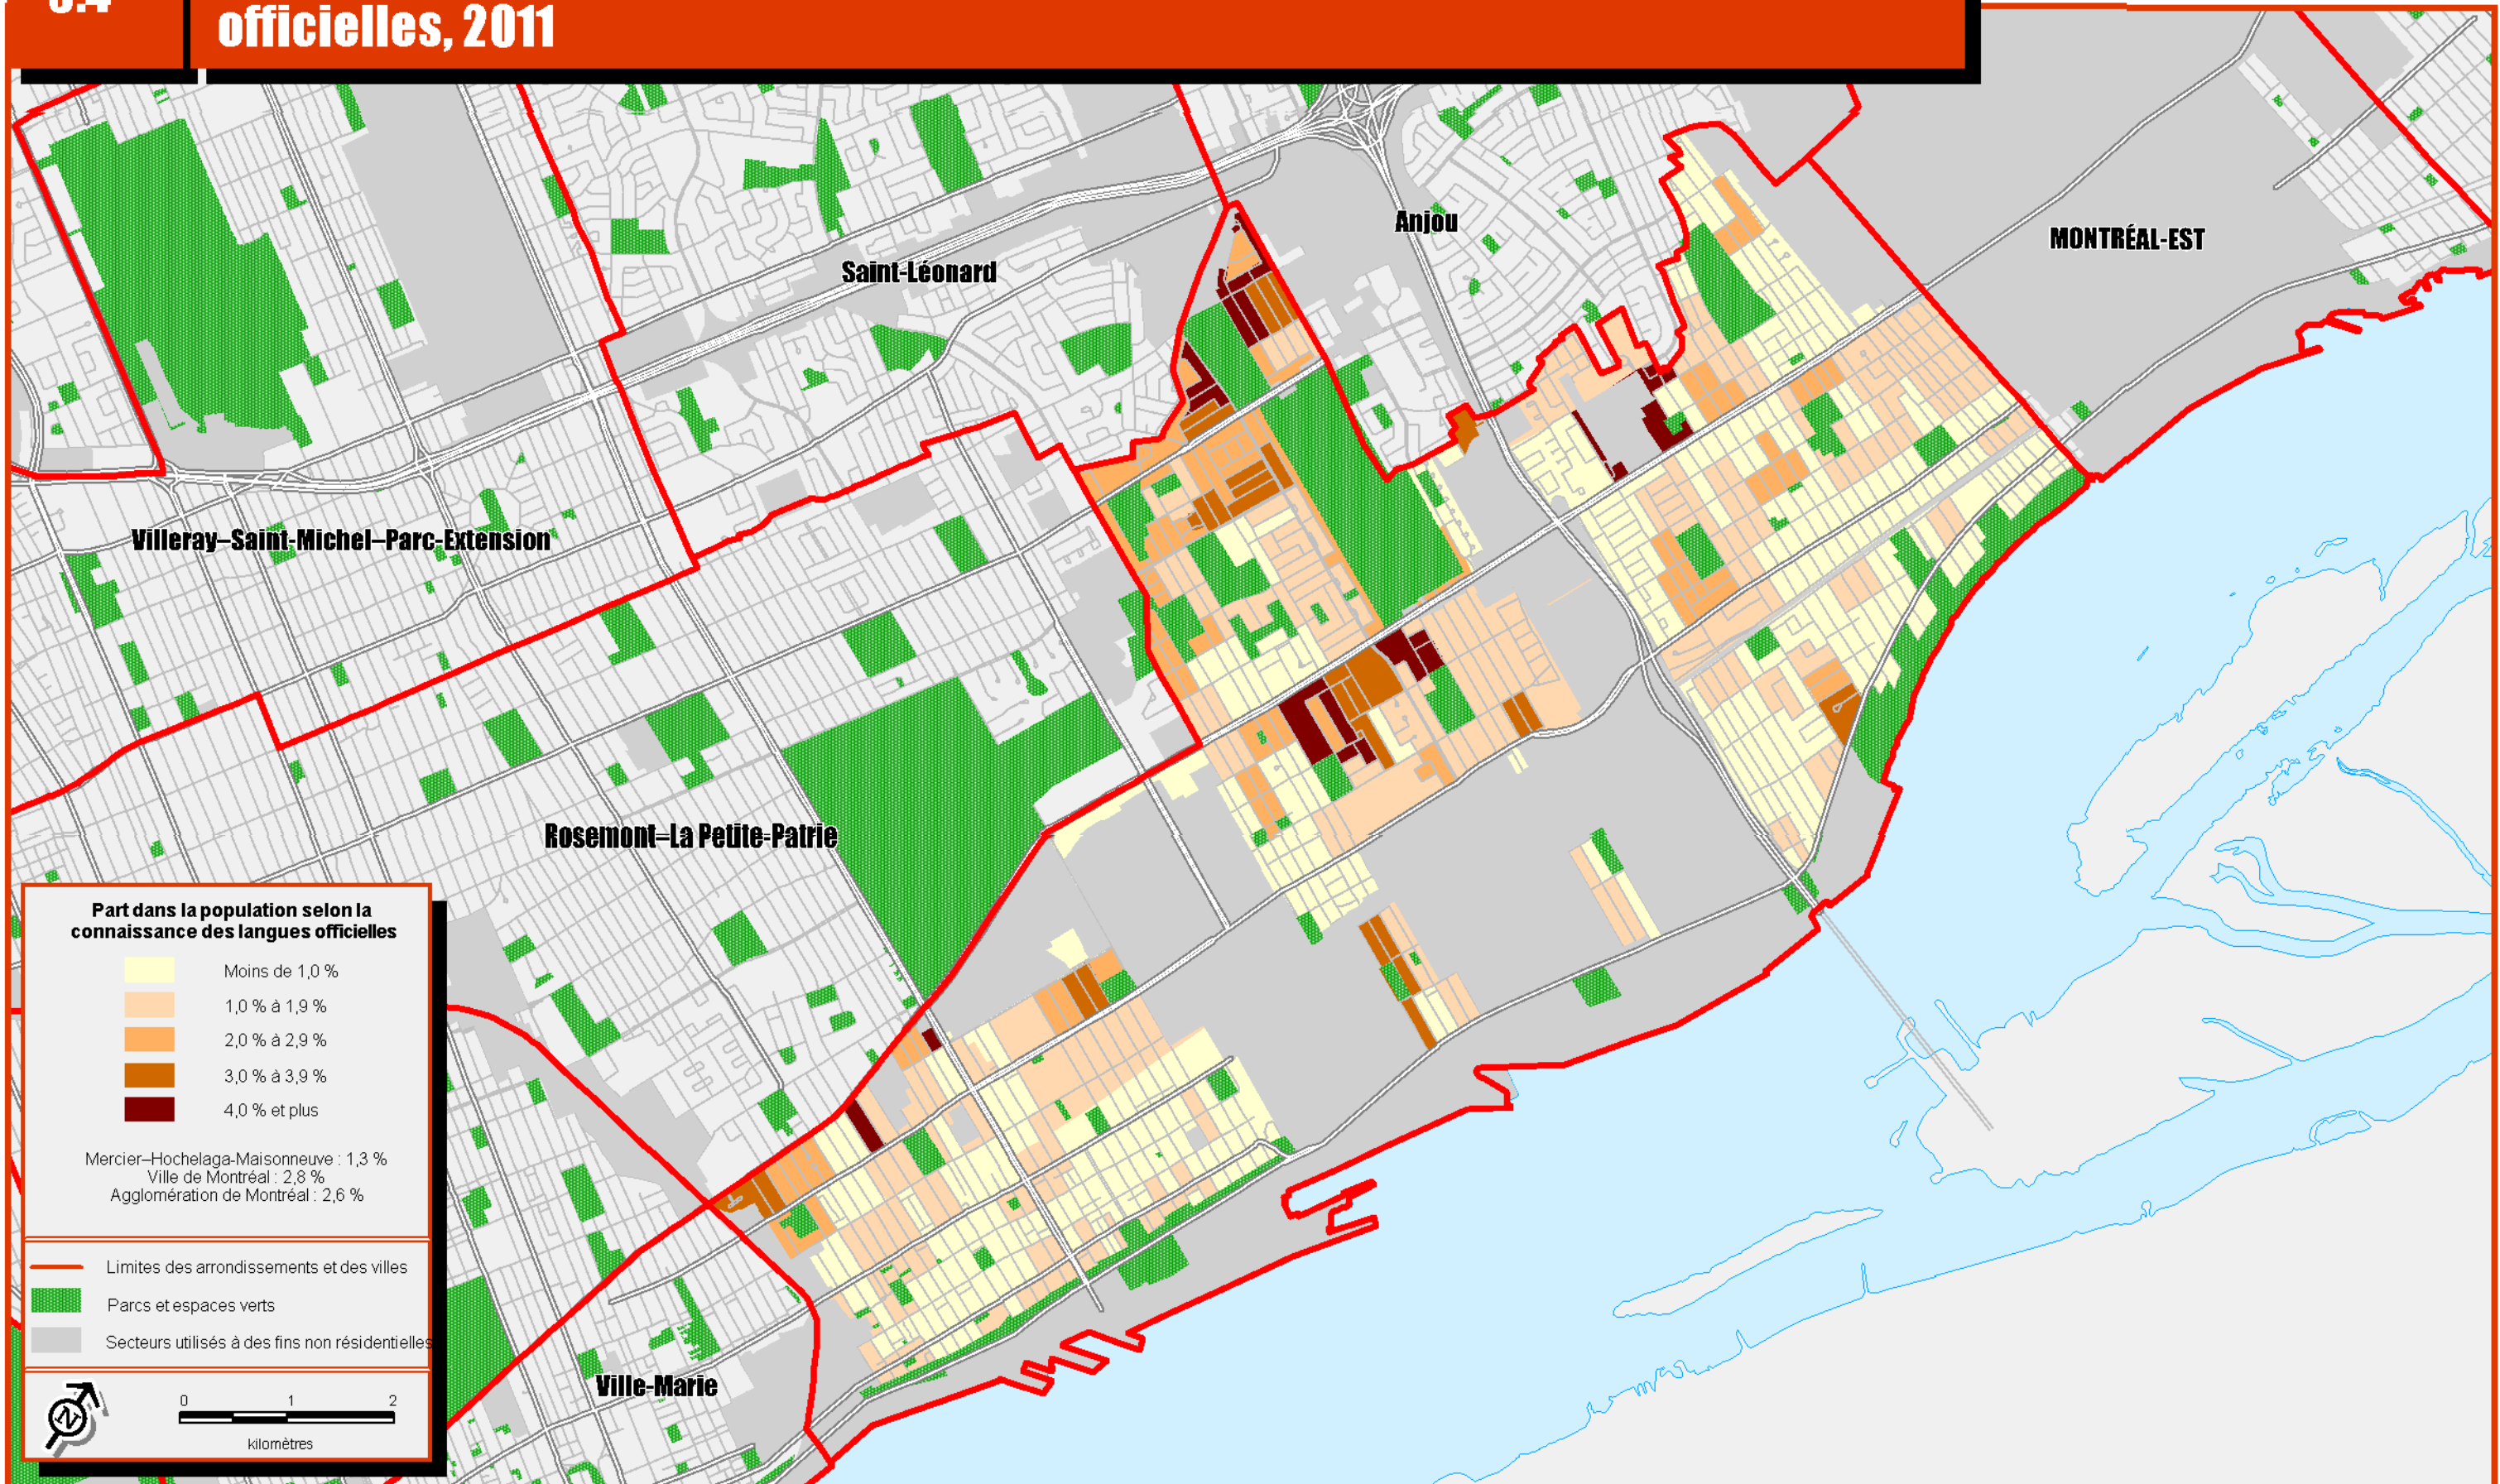 officielles, 2011
Anjou
MONTRÉAL-EST
Saint-Léonard
Villeray–Saint-Michel–Parc-Extension
Rosemont–La Petite-Patrie
Part dans la population selon la
connaissance des langues officielles
Moins de 1,0 %
1,0 % à 1,9 %
2,0 % à 2,9 %
3,0 % à 3,9 %
4,0 % et plus
Mercier–Hochelaga-Maisonneuve : 1,3 %
Ville de Montréal : 2,8 %
Agglomération de Montréal : 2,6 %
Limites des arrondissements et des villes
Parcs et espaces verts
Secteurs utilisés à des fins non résidentielles
Ville-Marie
N
0 1 2
kilomètres